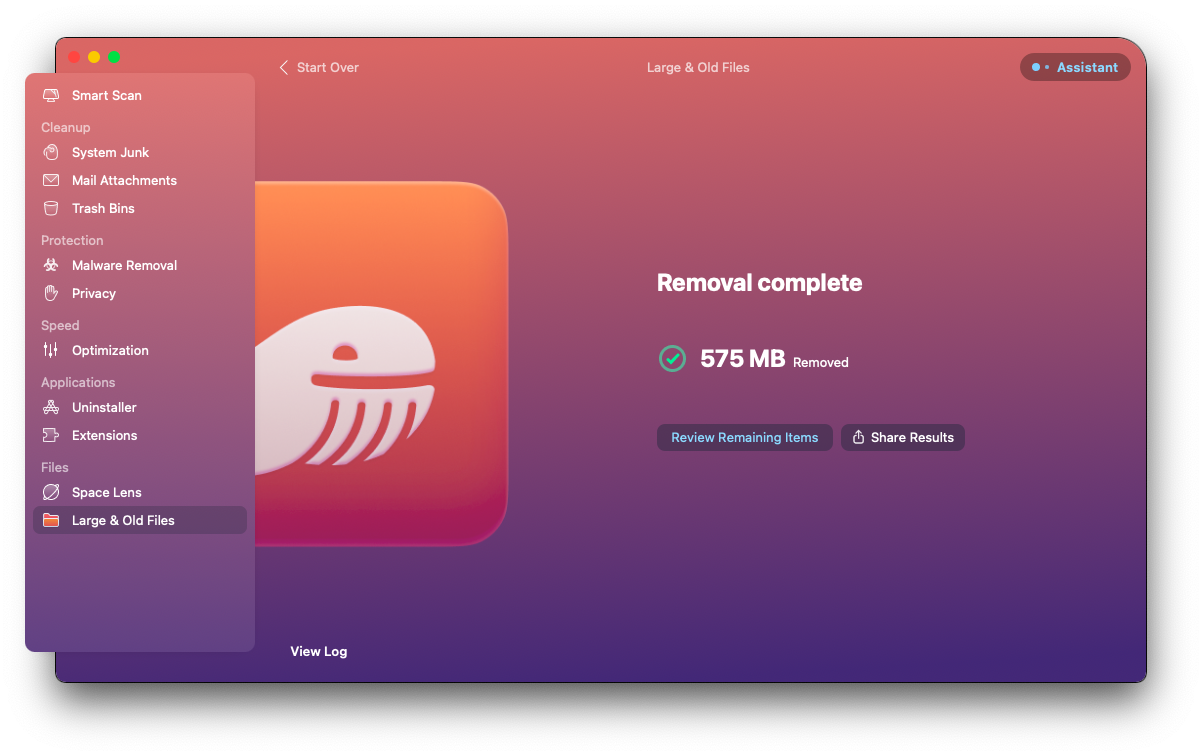 Start Over
Large & Old Files
Assistant
Smart Scan
Cleanup
System Junk
Mail Attachments
Trash Bins
Protection
Malware Removal
Privacy
Speed
Optimization
Applications
Uninstaller
Extensions
Files
Space Lens
Large & Old Files
Removal complete
575 MB Removed
Review Remaining Items
Share Results
View Log